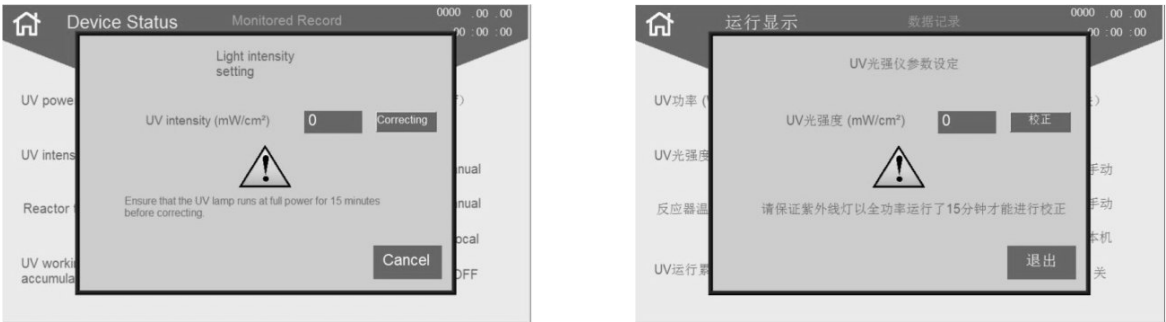 Device Status
Monitored Record
0000 .00 .00
00 :00 :00
Light intensity
setting
UV powe
UV intensity (mW/cm²)
0
Correcting
UV intens
nual
Ensure that the UV lamp runs at full power for 15 minutes
before correcting.
Reactor
nual
ocal
UV worki
accumula
Cancel
OFF
运行显示
数据记录
0000 .00 .00
00 :00 :00
UV光强仪参数设定
UV功率 (
UV光强度 (mW/cm²)
0
校正
UV光强度
手动
反应器温
请保证紫外线灯以全功率运行了15分钟才能进行校正
手动
本机
退出
UV运行累
关